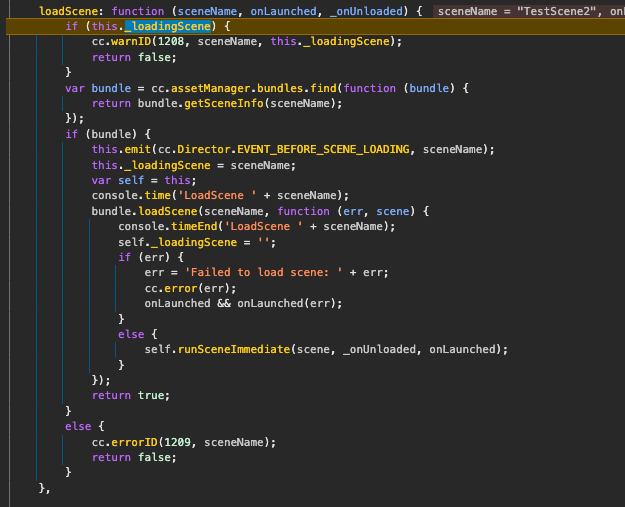 loadScene: function (sceneName, onLaunched, _onUnloaded) { sceneName = "TestScene2", onl
if (this._loadingScene) {
cc.warnID(1208, sceneName, this._loadingScene);
return false;
}
var bundle = cc.assetManager.bundles.find(function (bundle) {
return bundle.getSceneInfo(sceneName);
});
if (bundle) {
this.emit(cc.Director.EVENT_BEFORE_SCENE_LOADING, sceneName);
this._loadingScene = sceneName;
var self = this;
console.time('LoadScene ' + sceneName);
bundle.loadScene(sceneName, function (err, scene) {
console.timeEnd('LoadScene ' + sceneName);
self._loadingScene = '';
if (err) {
err = 'Failed to load scene: ' + err;
cc.error(err);
onLaunched && onLaunched(err);
}
else {
self.runSceneImmediate(scene, _onUnloaded, onLaunched);
}
});
return true;
}
else {
cc.errorID(1209, sceneName);
return false;
}
},